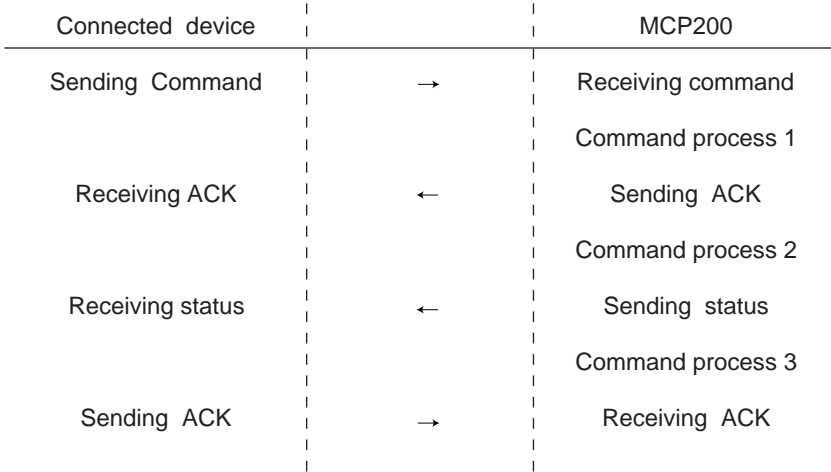 Connected device MCP200
Sending Command → Receiving command
Command process 1
Receiving ACK ← Sending ACK
Command process 2
Receiving status ← Sending status
Command process 3
Sending ACK → Receiving ACK